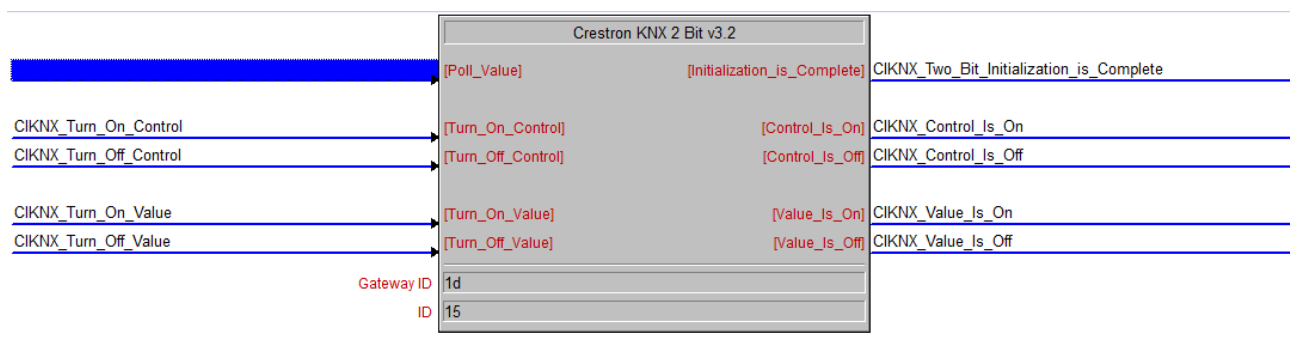 Crestron KNX 2 Bit v3.2
[Poll_Value] [Initialization_is_Complete] CIKNX_Two_Bit_Initialization_is_Complete
CIKNX_Turn_On_Control [Turn_On_Control] [Control_Is_On] CIKNX_Control_Is_On
CIKNX_Turn_Off_Control [Turn_Off_Control] [Control_Is_Off] CIKNX_Control_Is_Off
CIKNX_Turn_On_Value [Turn_On_Value] [Value_Is_On] CIKNX_Value_Is_On
CIKNX_Turn_Off_Value [Turn_Off_Value] [Value_Is_Off] CIKNX_Value_Is_Off
Gateway ID 1d
ID 15